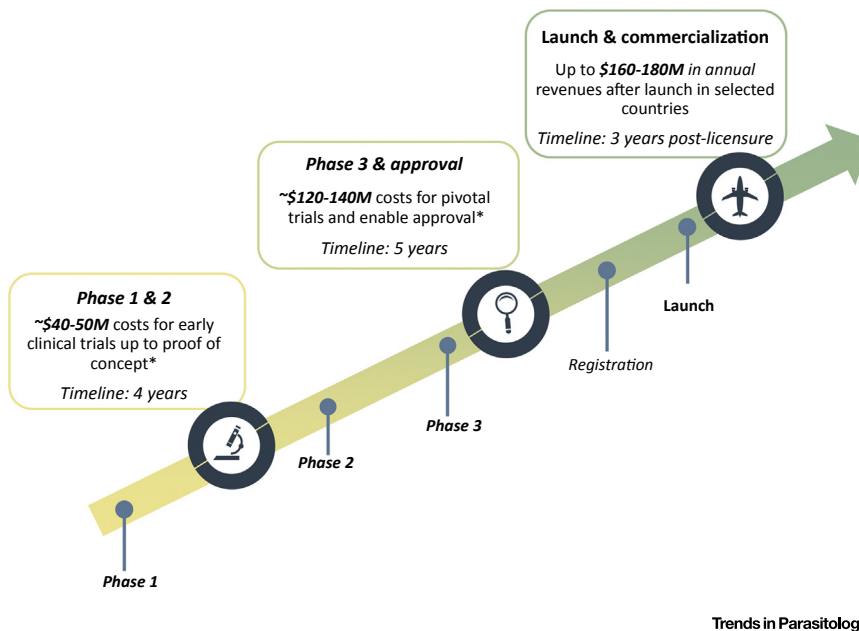 Launch & commercialization
Up to $160-180M in annual
revenues after launch in selected
countries
Timeline: 3 years post-licensure
Phase 3 & approval
~$120-140M costs for pivotal
trials and enable approval*
Timeline: 5 years
Phase 1 & 2
~$40-50M costs for early
clinical trials up to proof of
concept*
Timeline: 4 years
Launch
Registration
Phase 3
Phase 2
Phase 1
Trends in Parasitolog